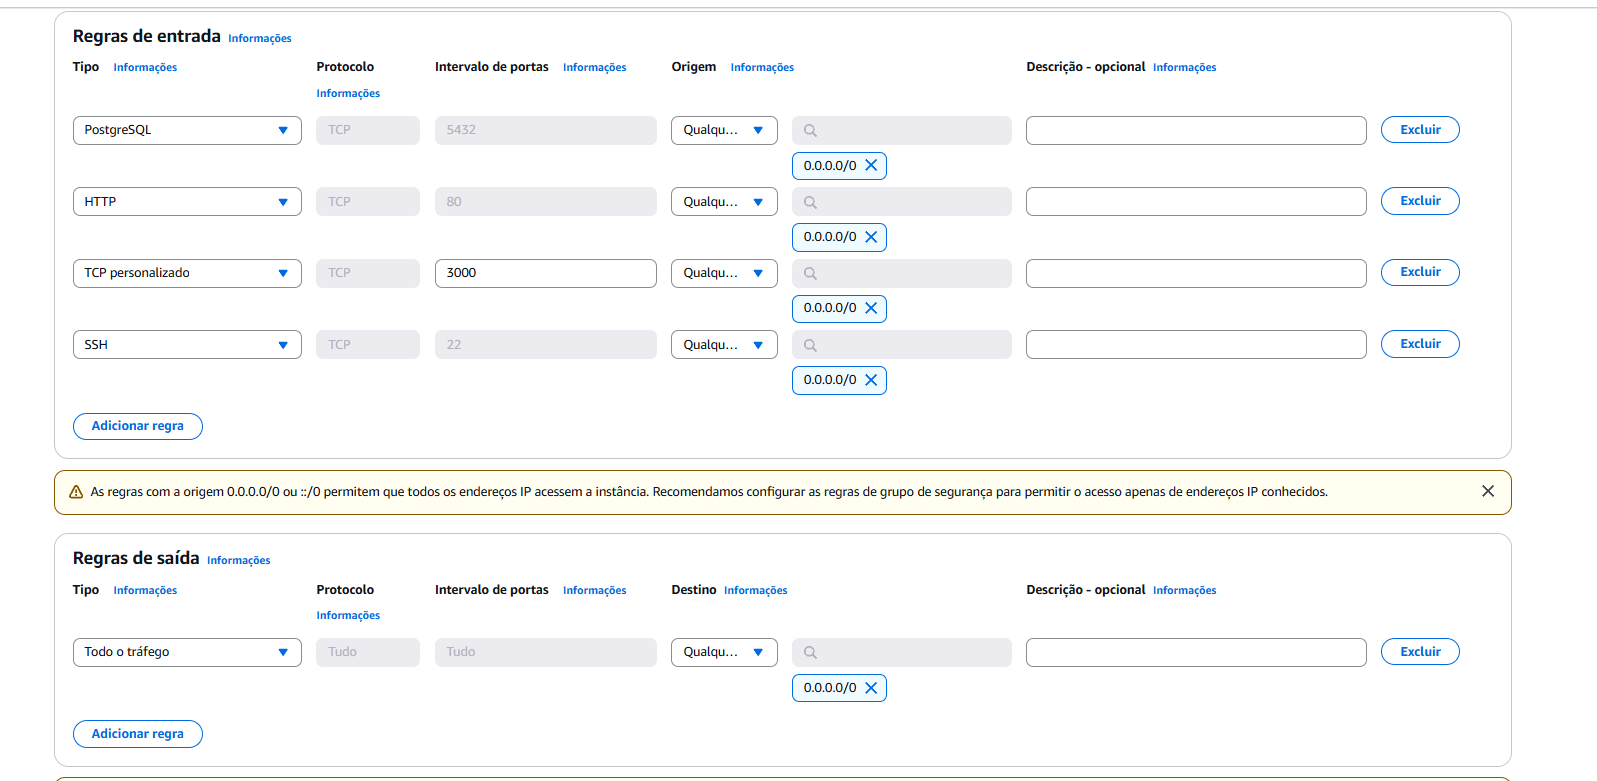 Regras de entrada Informações
Tipo Informações Protocolo Intervalo de portas Informações Origem Informações Descrição - opcional Informações
Informações
PostgreSQL TCP 5432 Qualqu... Excluir
0.0.0.0/0
HTTP TCP 80 Qualqu... Excluir
0.0.0.0/0
TCP personalizado TCP 3000 Qualqu... Excluir
0.0.0.0/0
SSH TCP 22 Qualqu... Excluir
0.0.0.0/0
Adicionar regra
As regras com a origem 0.0.0.0/0 ou ::/0 permitem que todos os endereços IP acessem a instância. Recomendamos configurar as regras de grupo de segurança para permitir o acesso apenas de endereços IP conhecidos.
Regras de saída Informações
Tipo Informações Protocolo Intervalo de portas Informações Destino Informações Descrição - opcional Informações
Informações
Todo o tráfego Tudo Tudo Qualqu... Excluir
0.0.0.0/0
Adicionar regra